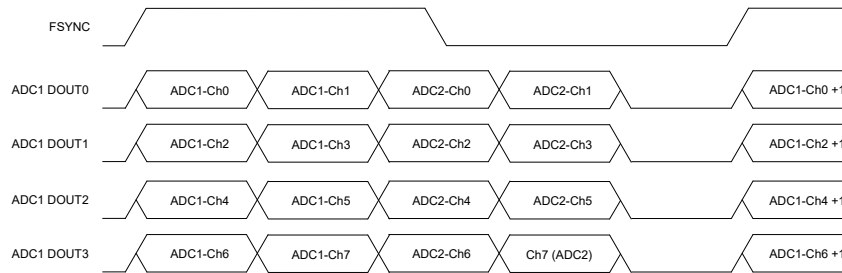 FSYNC
ADC1 DOUT0 ADC1-Ch0 ADC1-Ch1 ADC2-Ch0 ADC2-Ch1 ADC1-Ch0 +1
ADC1 DOUT1 ADC1-Ch2 ADC1-Ch3 ADC2-Ch2 ADC2-Ch3 ADC1-Ch2 +1
ADC1 DOUT2 ADC1-Ch4 ADC1-Ch5 ADC2-Ch4 ADC2-Ch5 ADC1-Ch4 +1
ADC1 DOUT3 ADC1-Ch6 ADC1-Ch7 ADC2-Ch6 Ch7 (ADC2) ADC1-Ch6 +1